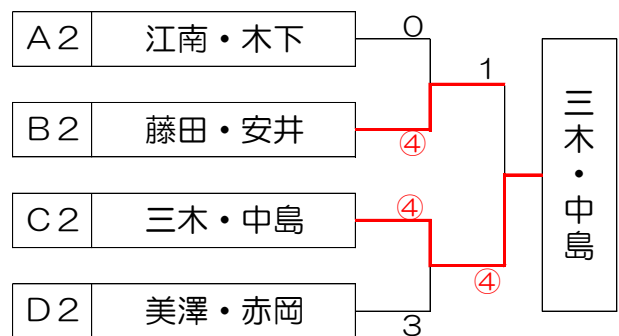 A2 江南・木下 0
1
B2 藤田・安井 ④
三木・中島
C2 三木・中島 ④
④
D2 美澤・赤岡 3